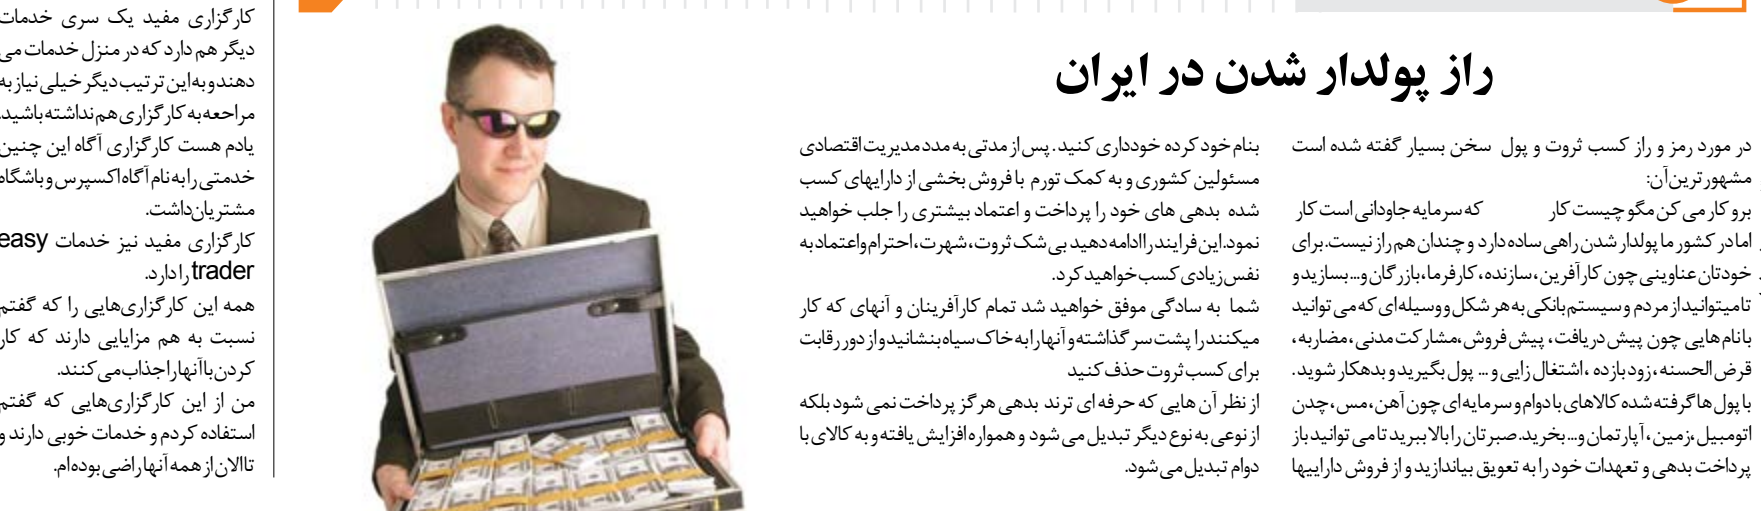 راز پولدار شدن در ایران
در مورد رمز و راز کسب ثروت و پول سخن بسیار گفته شده است
مشهورترین آن:
برو کار می کن مگو چیست کار که سرمایه جاودانی است کار
اما در کشور ما پولدار شدن راهی ساده دارد و چندان هم راز نیست. برای
خودتان عناوینی چون کارآفرین، سازنده، کارفرما، بازرگان و... بسازید و
تا میتوانید از مردم و سیستم بانکی به هر شکل و وسیله ای که می توانید
با نام هایی چون پیش دریافت، پیش فروش، مشارکت مدنی، مضاربه،
قرض الحسنه، زود بازده، اشتغال زایی و ... پول بگیرید و بدهکار شوید.
با پول ها گرفته شده کالاهای با دوام و سرمایه ای چون آهن، مس، چدن
اتومبیل، زمین، آپارتمان و... بخرید. صبرتان را بالا ببرید تا می توانید باز
پرداخت بدهی و تعهدات خود را به تعویق بیاندازید و از فروش داراییها
بنام خود کرده خودداری کنید. پس از مدتی به مدد مدیریت اقتصادی
مسئولین کشوری و به کمک تورم با فروش بخشی از دارایهای کسب
شده بدهی های خود را پرداخت و اعتماد بیشتری را جلب خواهید
نمود. این فرایند را ادامه دهید بی شک ثروت، شهرت، احترام و اعتماد به
نفس زیادی کسب خواهید کرد.
شما به سادگی موفق خواهید شد تمام کارآفرینان و آنهای که کار
میکنند را پشت سر گذاشته و آنها را به خاک سیاه بنشانید و از دور رقابت
برای کسب ثروت حذف کنید
از نظر آن هایی که حرفه ای ترند بدهی هرگز پرداخت نمی شود بلکه
از نوعی به نوع دیگر تبدیل می شود و همواره افزایش یافته و به کالای با
دوام تبدیل می شود.
کارگزاری مفید یک سری خدمات
دیگر هم دارد که در منزل خدمات می
دهند و به این ترتیب دیگر خیلی نیاز به
مراجعه به کارگزاری هم نداشته باشید.
یادم هست کارگزاری آگاه این چنین
خدمتی را به نام آگاه اکسپرس و باشگاه
مشتریان داشت.
کارگزاری مفید نیز خدمات easy
trader را دارد.
همه این کارگزاری‌هایی را که گفتم
نسبت به هم مزایایی دارند که کار
کردن با آنها را جذاب می کنند.
من از این کارگزاری‌هایی که گفتم
استفاده کردم و خدمات خوبی دارند و
تا الان از همه آنها راضی بوده‌ام.